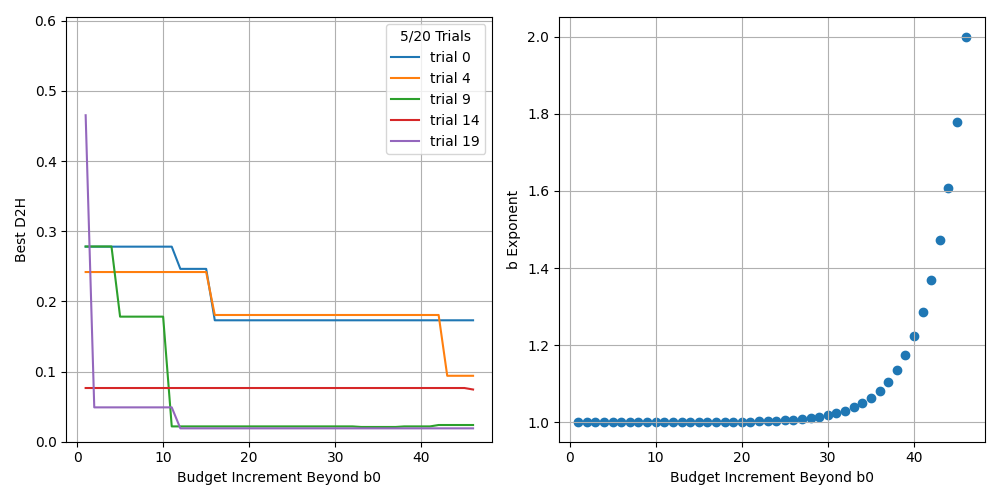 0.6
0.5
0.4
0.3
0.2
0.1
0.0
Best D2H
0
10
20
30
40
Budget Increment Beyond b0
5/20 Trials
trial 0
trial 4
trial 9
trial 14
trial 19
2.0
1.8
1.6
1.4
1.2
1.0
b Exponent
0
10
20
30
40
Budget Increment Beyond b0